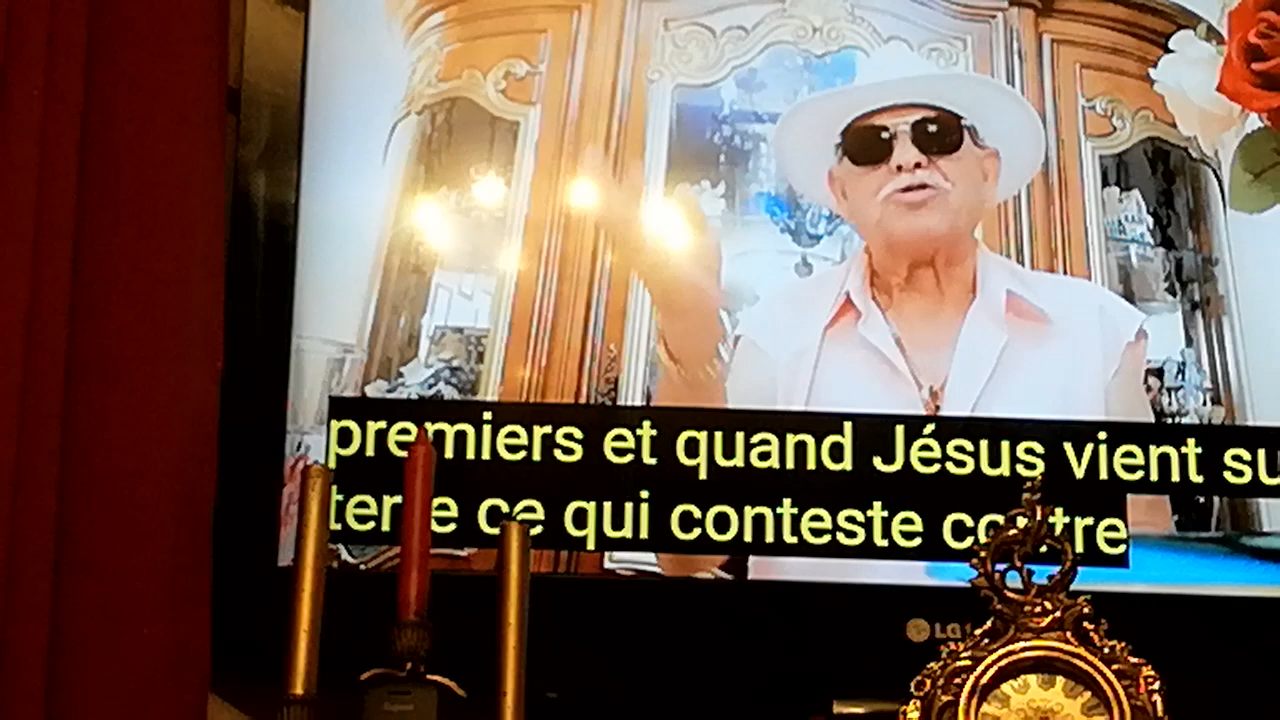 premiers et quand Jésus vient su
terre ce qui conteste contre
LG